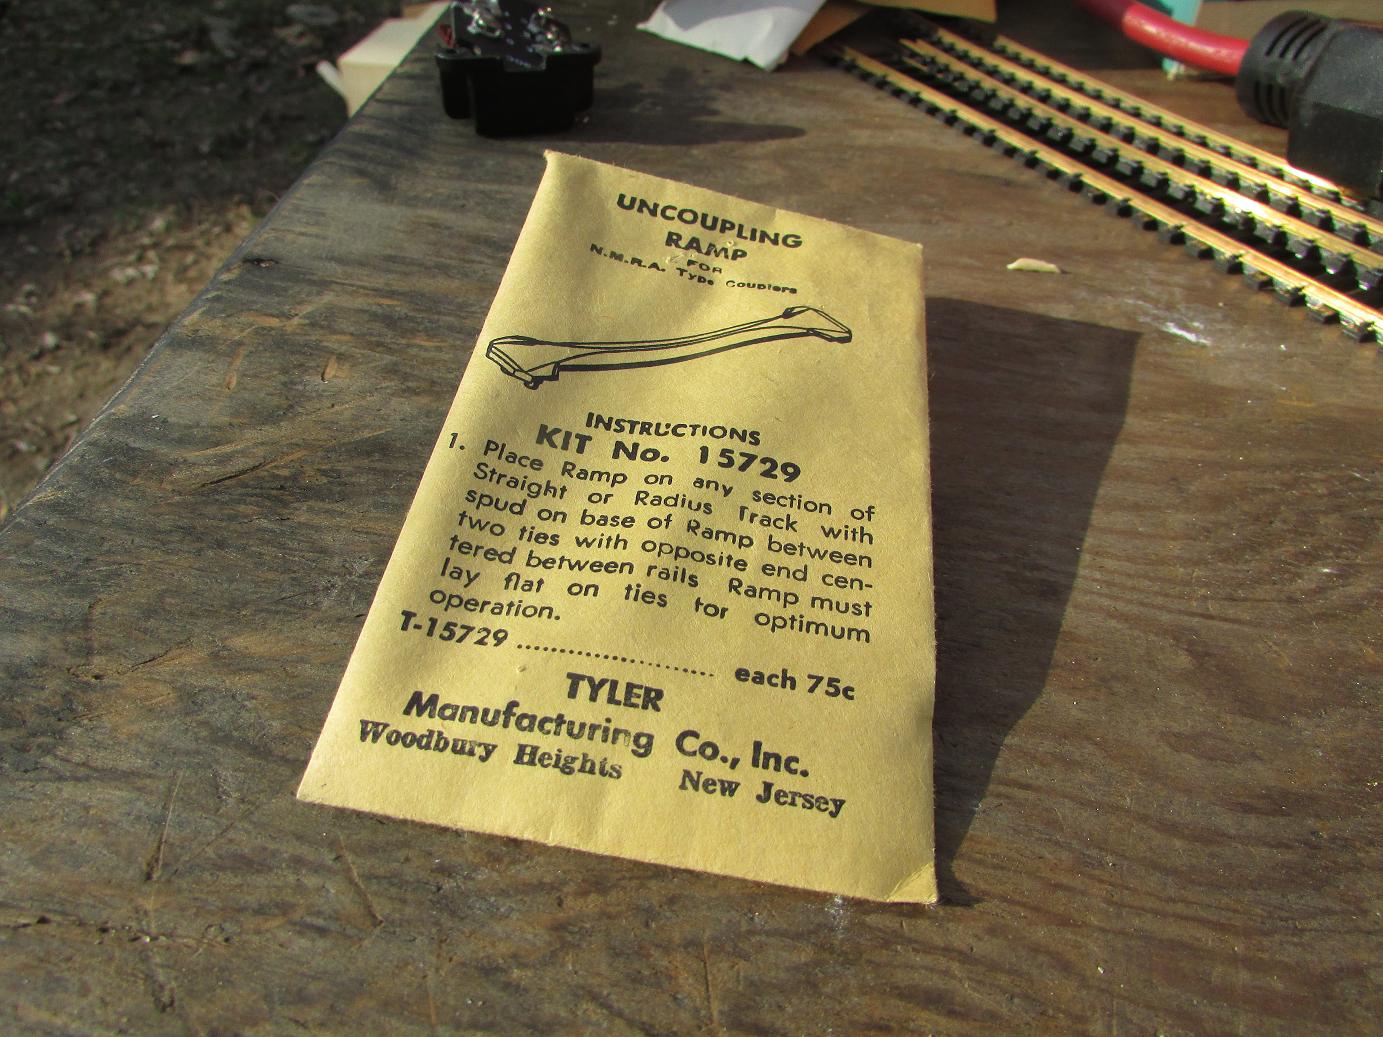 UNCOUPLING
RAMP
FOR
N.M.R.A. Type Couplers
INSTRUCTIONS
KIT No. 15729
1. Place Ramp on any section of
Straight or Radius Track with
spud on base of Ramp between
two ties with opposite end cen-
tered between rails Ramp must
lay flat on ties for optimum
operation.
T-15729 ........................ each 75c
TYLER
Manufacturing Co., Inc.
Woodbury Heights New Jersey